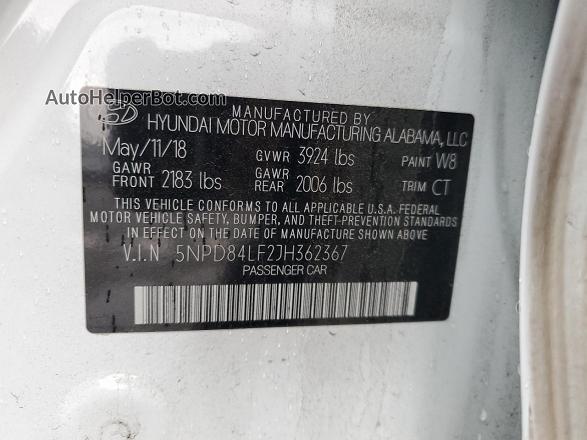 AutoHelperBot.com
MANUFACTURED BY
HYUNDAI MOTOR MANUFACTURING ALABAMA, LLC
May/11/18 GVWR 3924 lbs PAINT W8
GAWR FRONT 2183 lbs GAWR REAR 2006 lbs TRIM CT
THIS VEHICLE CONFORMS TO ALL APPLICABLE U.S.A. FEDERAL
MOTOR VEHICLE SAFETY, BUMPER, AND THEFT-PREVENTION STANDARDS
IN EFFECT ON THE DATE OF MANUFACTURE SHOWN ABOVE.
V.I.N 5NPD84LF2JH362367
PASSENGER CAR